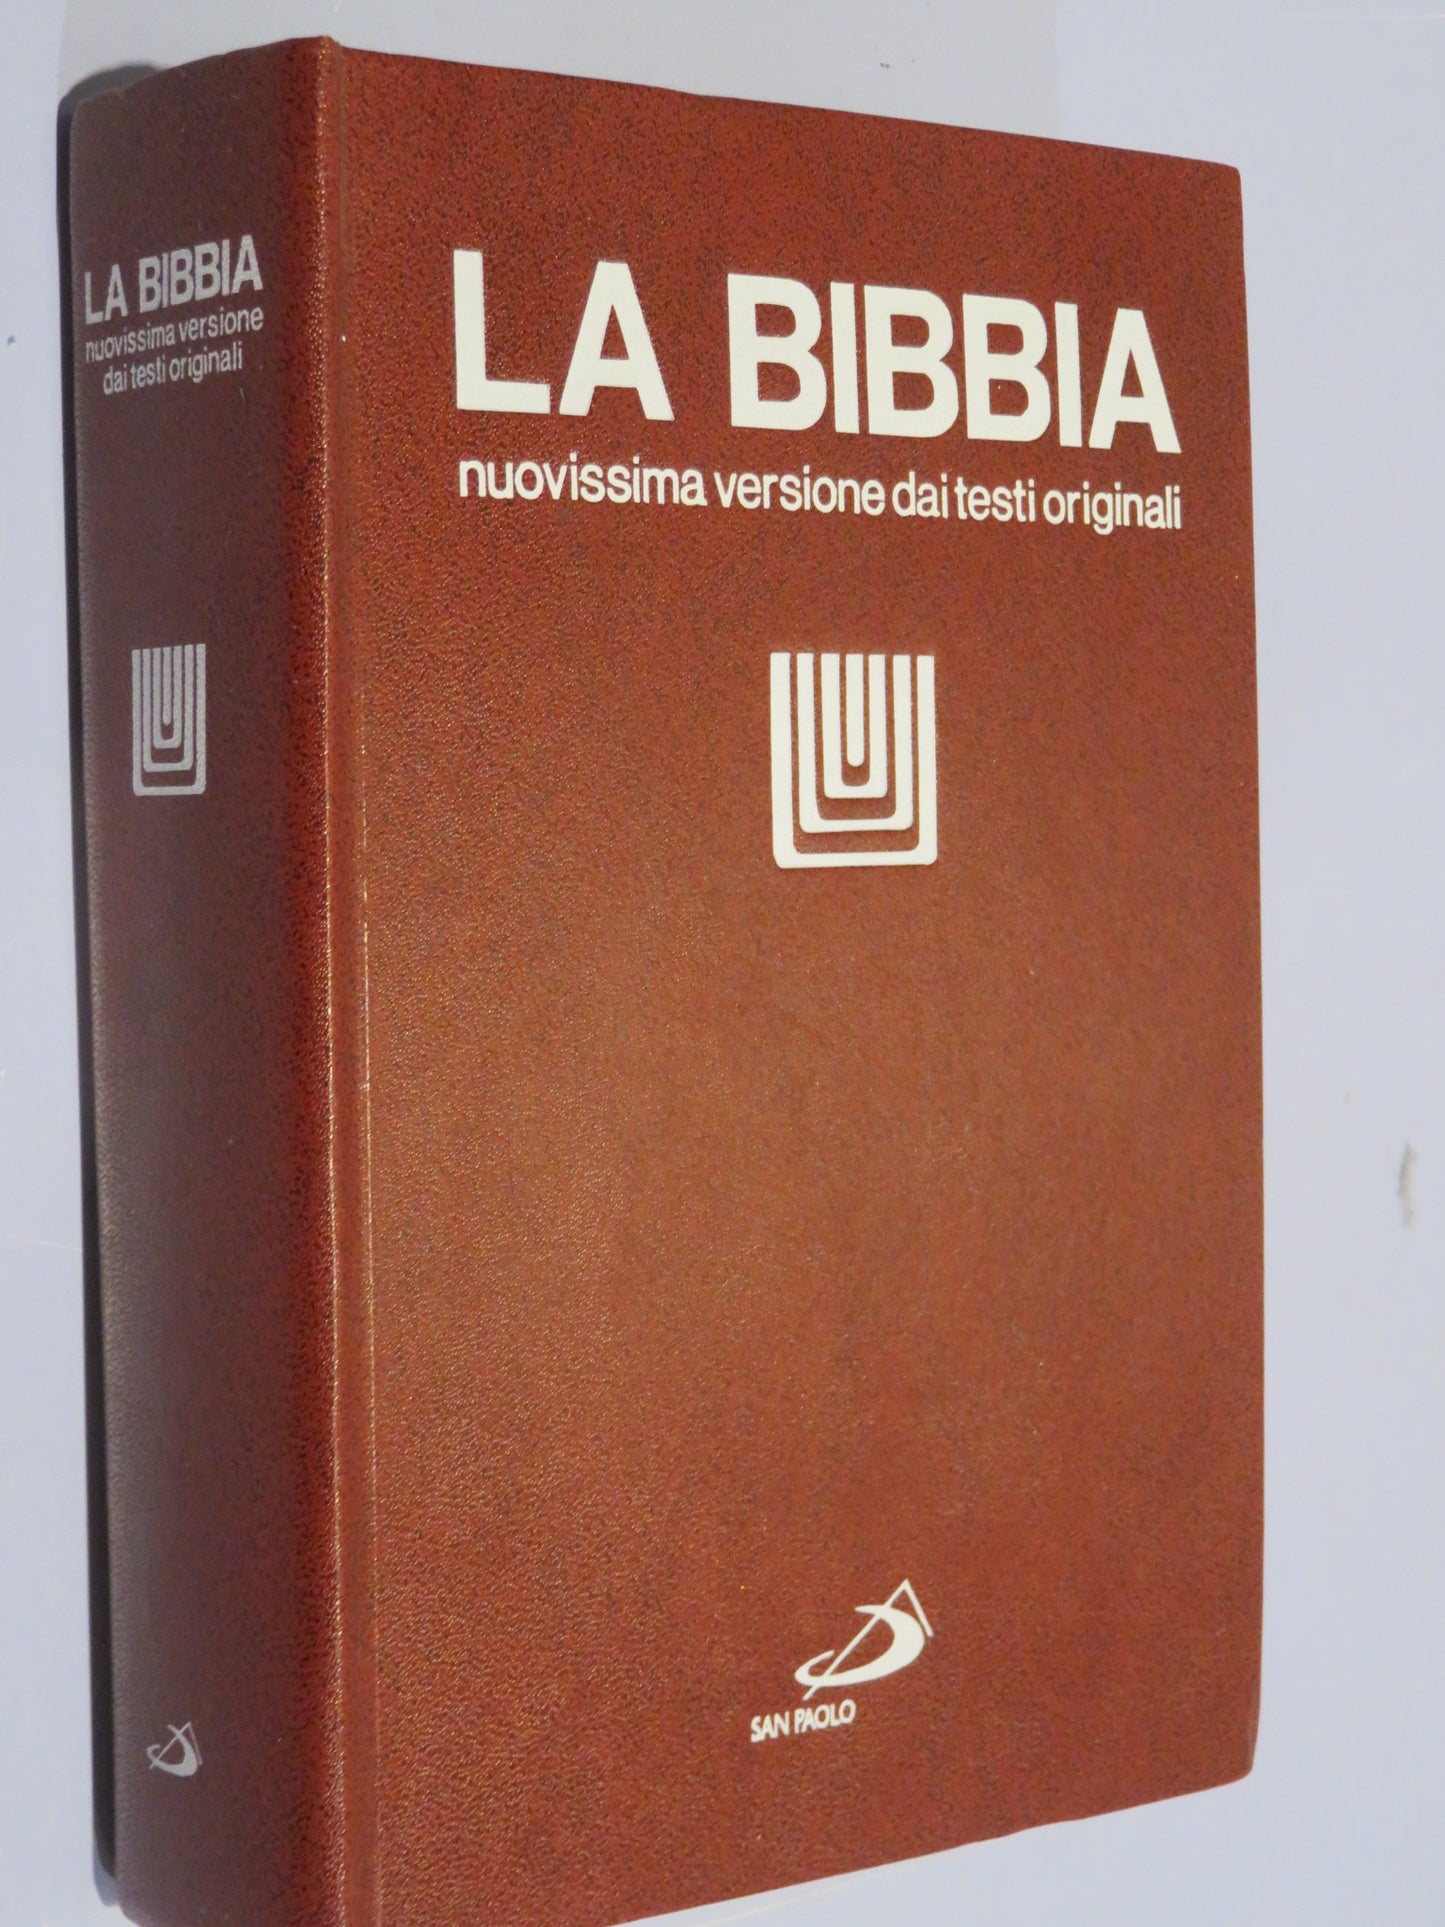 LA BIBBIA
nuovissima versione
dai testi originali
LA BIBBIA
nuovissima versione dai testi originali
SAN PAOLO